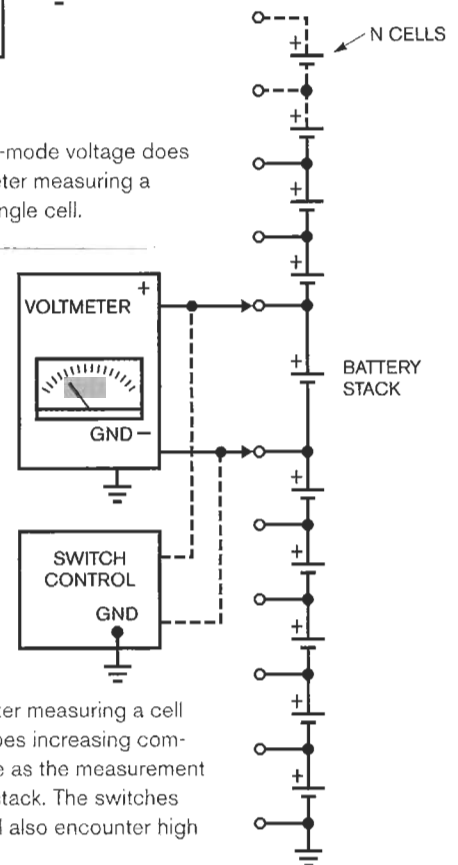 N CELLS
-mode voltage does
ter measuring a
ngle cell.
+
VOLTMETER
GND −
BATTERY
STACK
SWITCH
CONTROL
GND
+
+
+
+
+
+
+
+
+
+
ter measuring a cell
oes increasing com-
e as the measurement
stack. The switches
l also encounter high